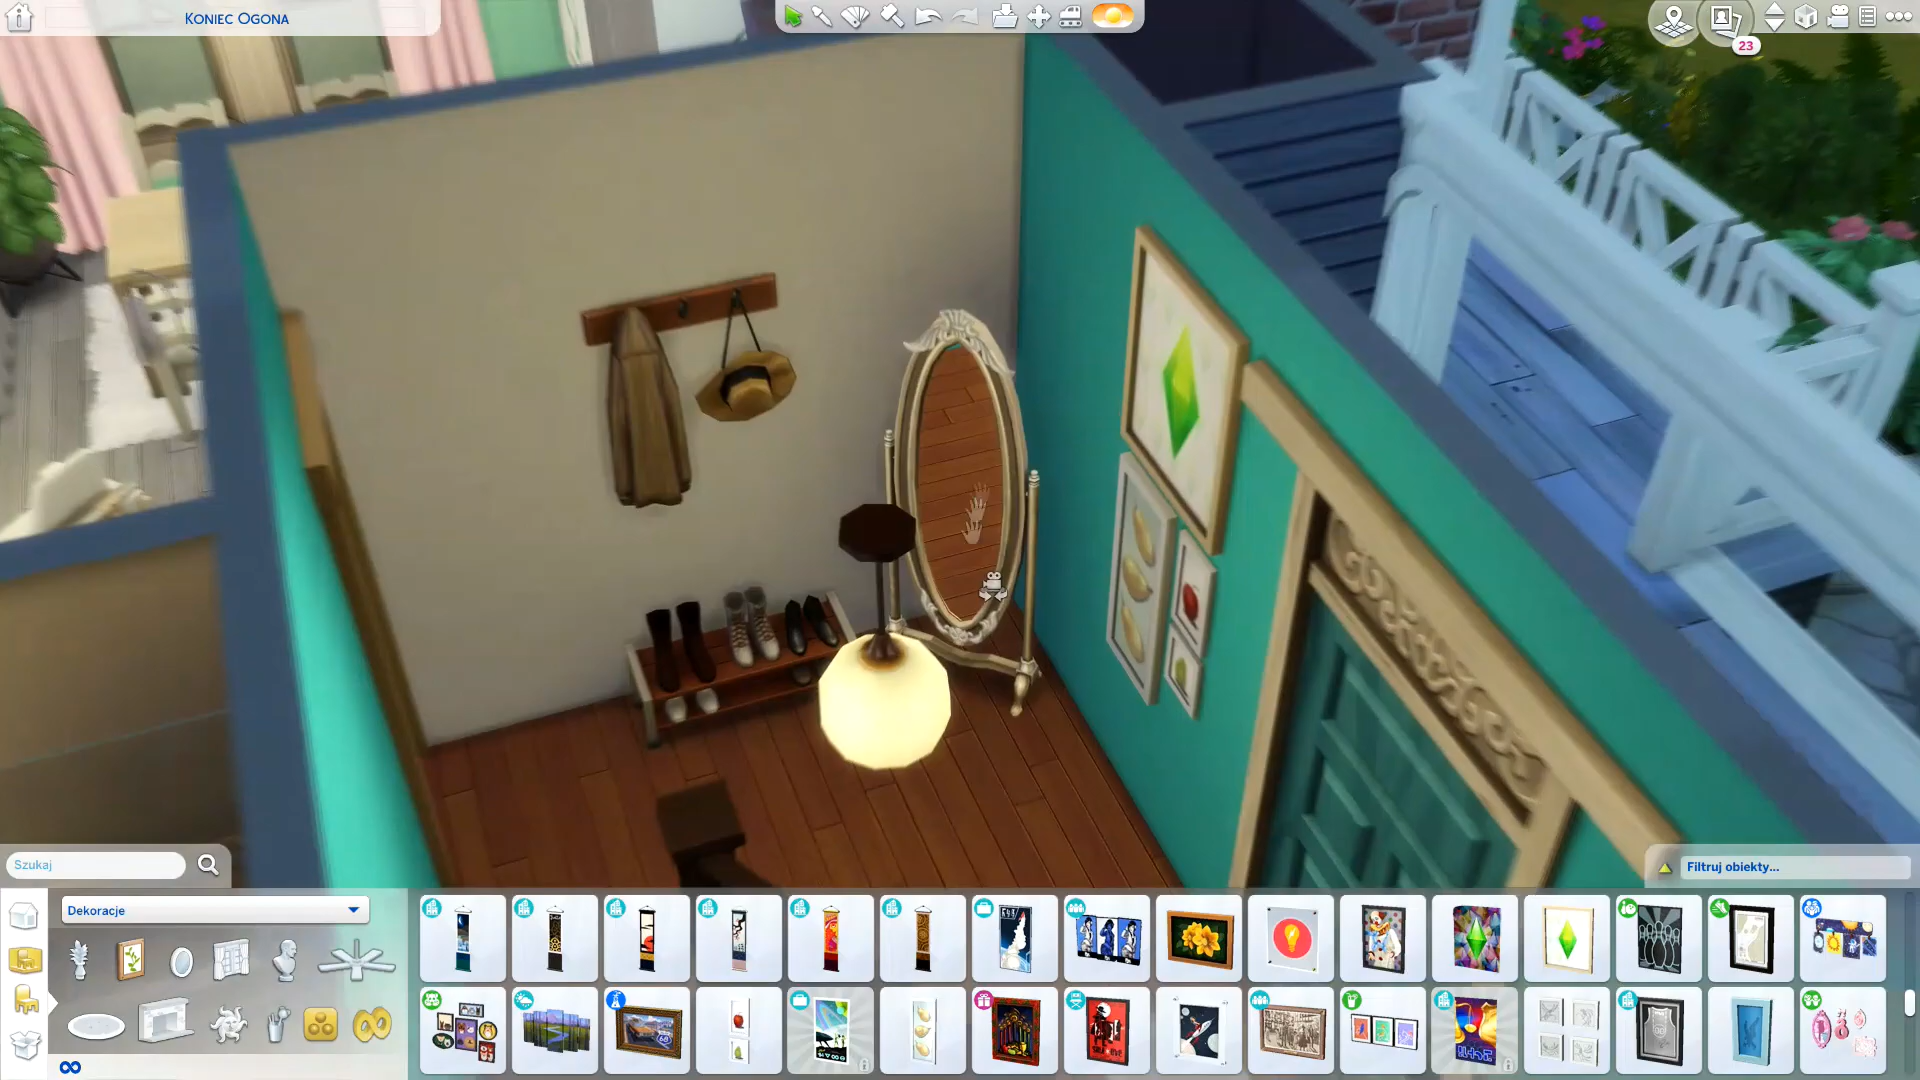 Koniec Ogona
23
Szukaj
Filtruj obiekty...
Dekoracje